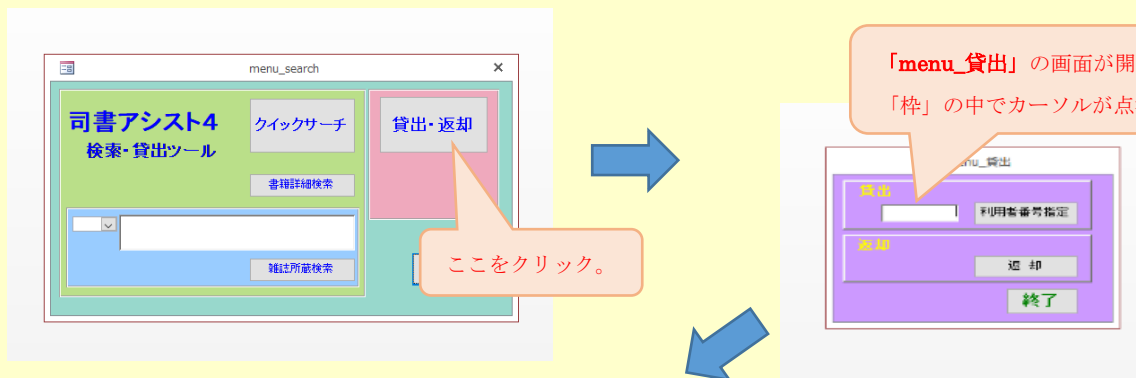 menu_search
司書アシスト4
検索・貸出ツール
クイックサーチ
貸出・返却
書籍詳細検索
雑誌所蔵検索
ここをクリック。
「menu_貸出」の画面が開
「枠」の中でカーソルが点
nu_貸出
貸出
利用者番号指定
返却
返 却
終了